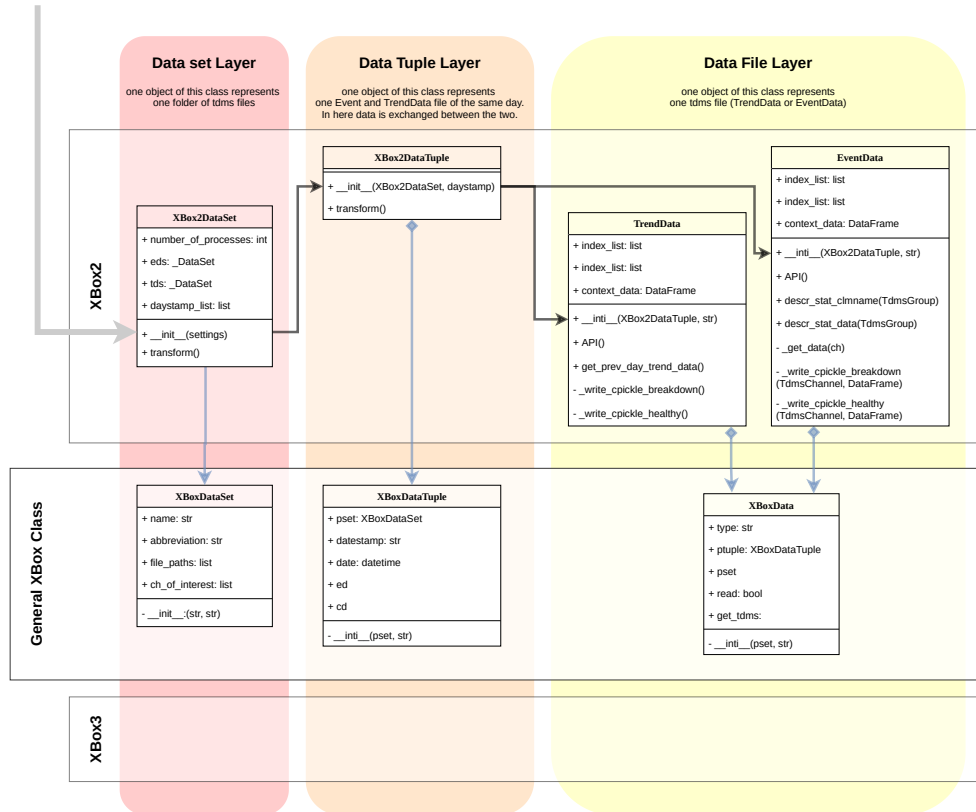 Data set Layer
one object of this class represents
one folder of tdms files
Data Tuple Layer
one object of this class represents
one Event and TrendData file of the same day.
In here data is exchanged between the two.
Data File Layer
one object of this class represents
one tdms file (TrendData or EventData)
XBox2
XBox2DataSet
+ number_of_processes: int
+ eds: _DataSet
+ tds: _DataSet
+ daystamp_list: list
+ __init__(settings)
+ transform()
XBox2DataTuple
+ __init__(XBox2DataSet, daystamp)
+ transform()
TrendData
+ index_list: list
+ index_list: list
+ context_data: DataFrame
+ __inti__(XBox2DataTuple, str)
+ API()
+ get_prev_day_trend_data()
- _write_cpickle_breakdown()
- _write_cpickle_healthy()
EventData
+ index_list: list
+ index_list: list
+ context_data: DataFrame
+ __inti__(XBox2DataTuple, str)
+ API()
+ descr_stat_clmnname(TdmsGroup)
+ descr_stat_data(TdmsGroup)
- _get_data(ch)
- _write_cpickle_breakdown
(TdmsChannel, DataFrame)
- _write_cpickle_healthy
(TdmsChannel, DataFrame)
General XBox Class
XBoxDataSet
+ name: str
+ abbreviation: str
+ file_paths: list
+ ch_of_interest: list
- __init__:(str, str)
XBoxDataTuple
+ pset: XBoxDataSet
+ datestamp: str
+ date: datetime
+ ed
+ cd
- __inti__(pset, str)
XBoxData
+ type: str
+ ptuple: XBoxDataTuple
+ pset
+ read: bool
+ get_tdms:
- __inti__(pset, str)
XBox3